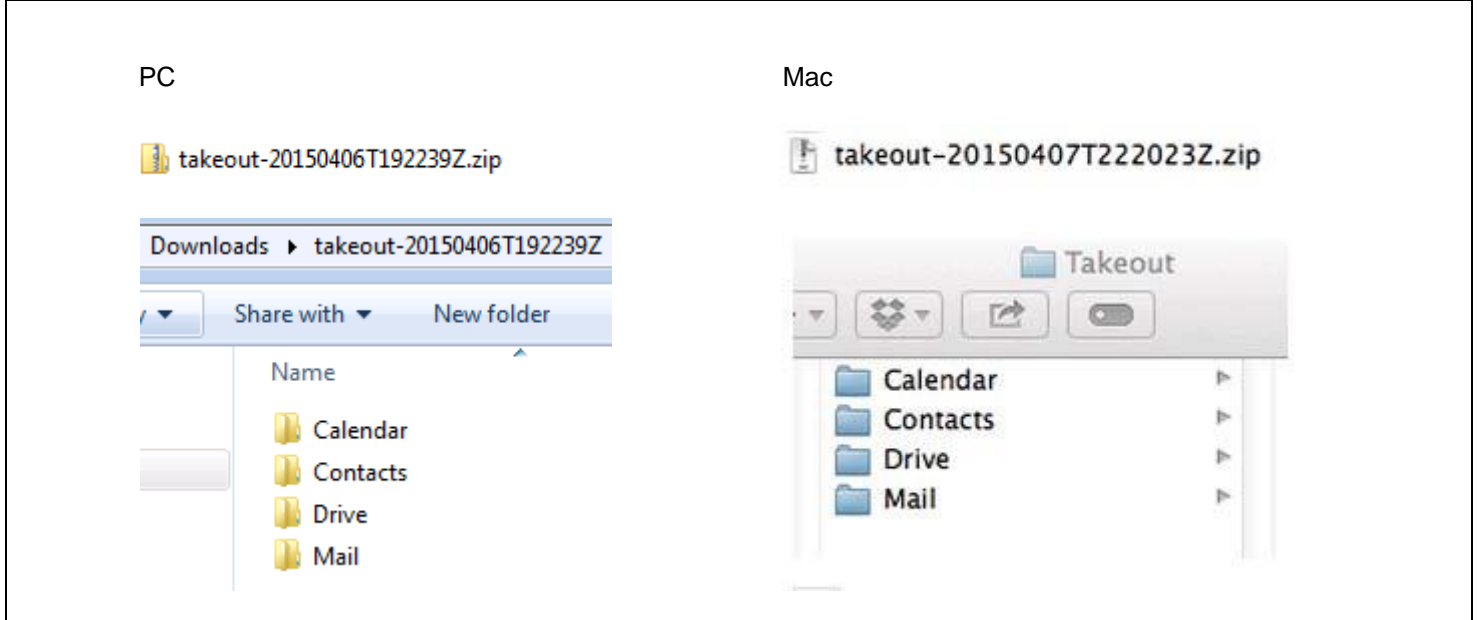 PC
takeout-20150406T192239Z.zip
Downloads takeout-20150406T192239Z
Share with New folder
Name
Calendar
Contacts
Drive
Mail
Mac
takeout-20150407T222023Z.zip
Takeout
Calendar
Contacts
Drive
Mail